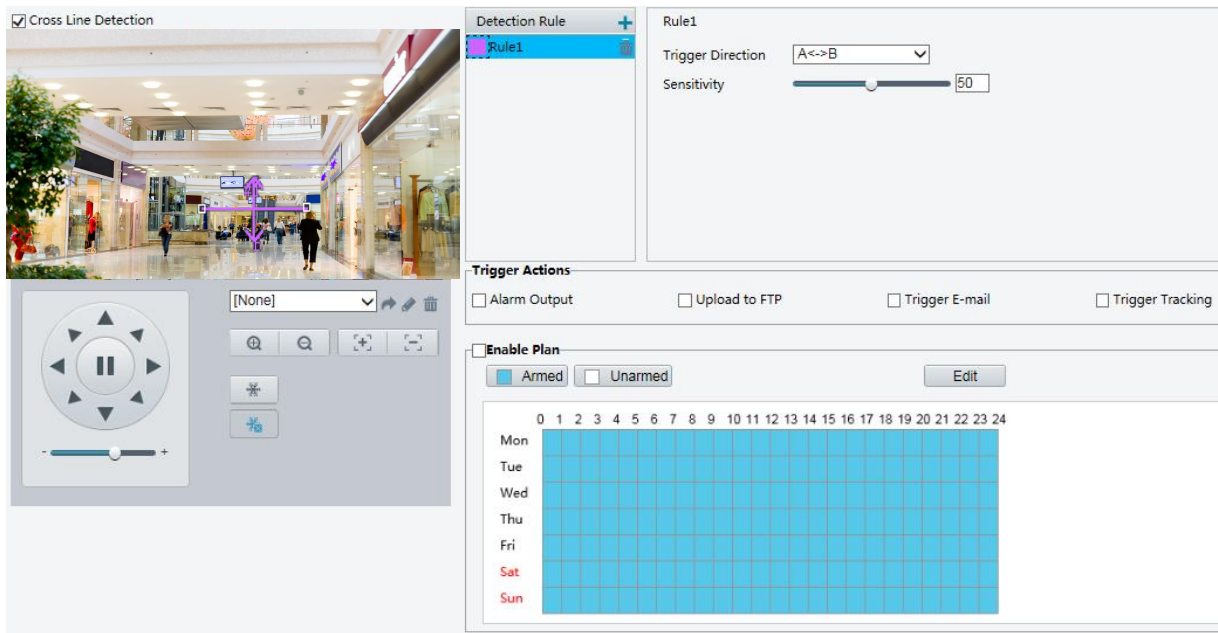 Cross Line Detection
Detection Rule
Rule1
Rule1
Trigger Direction A<->B
Sensitivity 50
[None]
Trigger Actions
Alarm Output Upload to FTP Trigger E-mail Trigger Tracking
Enable Plan
Armed Unarmed Edit
0 1 2 3 4 5 6 7 8 9 10 11 12 13 14 15 16 17 18 19 20 21 22 23 24
Mon
Tue
Wed
Thu
Fri
Sat
Sun